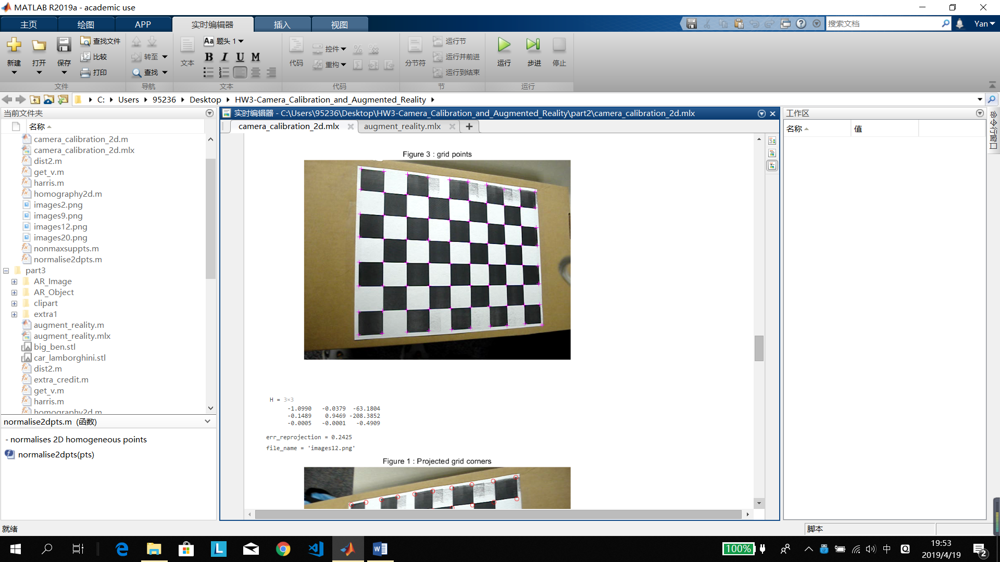 MATLAB R2019a - academic use
主页 绘图 APP 实时编辑器 插入 视图 搜索文档 Yan
新建 打开 保存 查找文件 比较 打印 转至 查找 文本 Aa 题头 1 B I U M 代码 控件 重构 分节符 运行节 运行并前进 运行到结束 运行 步进 停止
文件 导航 文本 代码 节 运行
C: Users 95236 Desktop HW3-Camera_Calibration_and_Augmented_Reality
当前文件夹
名称
camera_calibration_2d.m
camera_calibration_2d.mlx
dist2.m
get_v.m
harris.m
homography2d.m
images2.png
images9.png
images12.png
images20.png
nonmaxsuppts.m
normalise2dpts.m
part3
AR_Image
AR_Object
clipart
extra1
augment_reality.m
augment_reality.mlx
big_ben.stl
car_lamborghini.stl
dist2.m
extra_credit.m
get_v.m
harris.m
homography2d.m
normalise2dpts.m (函数)
- normalises 2D homogeneous points
normalise2dpts(pts)
实时编辑器 - C:\Users\95236\Desktop\HW3-Camera_Calibration_and_Augmented_Reality\part2\camera_calibration_2d.mlx
camera_calibration_2d.mlx augment_reality.mlx
Figure 3 : grid points
H = 3×3
-1.0990 -0.0379 -63.1804
-0.1489 0.9469 -208.3852
-0.0005 -0.0001 -0.4909
err_reprojection = 0.2425
file_name = 'images12.png'
Figure 1 : Projected grid corners
工作区
名称 值
命令行窗口
就绪 脚本
100% 中 19:53
2019/4/19 2